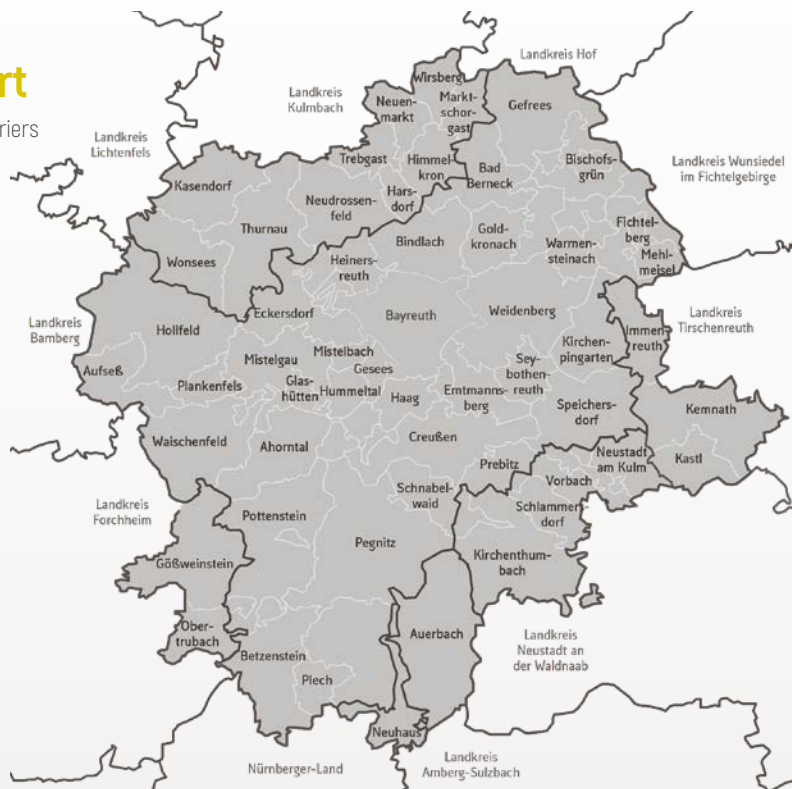 rt
riers
Landkreis Hof
Wirsberg
Landkreis
Kulmbach
Neuen-
markt
Markt-
schor-
gast
Gefrees
Landkreis
Lichtenfels
Trebgast
Himmel-
kron
Bad
Berneck
Bischofs-
grün
Landkreis Wunsiedel
im Fichtelgebirge
Kasendorf
Neudrossen-
feld
Hars-
dorf
Thurnau
Bindlach
Gold-
kronach
Warmen-
steinach
Fichtel-
berg
Mehl-
meisel
Wonsees
Heiners-
reuth
Landkreis
Bamberg
Hollfeld
Eckersdorf
Bayreuth
Weidenberg
Landkreis
Tirschenreuth
Immen-
reuth
Aufseß
Mistelgau
Mistelbach
Gesees
Kirchen-
pingarten
Plankenfels
Glas-
hütten
Hummeltal
Haag
Emtmanns-
berg
Sey-
bothen-
reuth
Speichers-
dorf
Kemnath
Waischenfeld
Ahorntal
Creußen
Prebitz
Neustadt
am Kulm
Kastl
Vorbach
Landkreis
Forchheim
Pottenstein
Schnabel-
waid
Schlammers-
dorf
Pegnitz
Kirchenthum-
bach
Gößweinstein
Ober-
trubach
Auerbach
Landkreis
Neustadt an
der Waldnaab
Betzenstein
Plech
Neuhaus
Nürnberger-Land
Landkreis
Amberg-Sulzbach